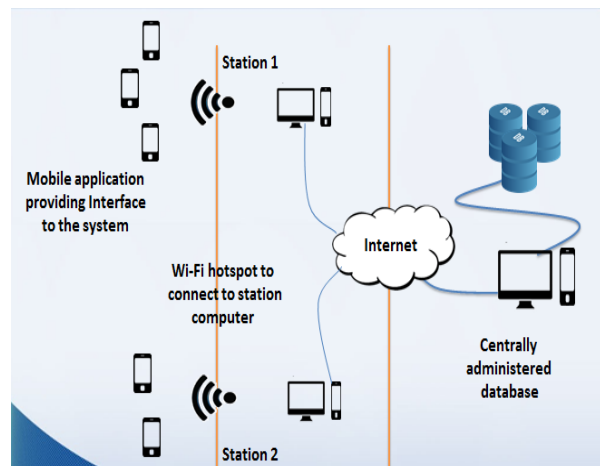 Station 1
Mobile application
providing Interface
to the system
Internet
Wi-Fi hotspot to
connect to station
computer
Centrally
administered
database
Station 2